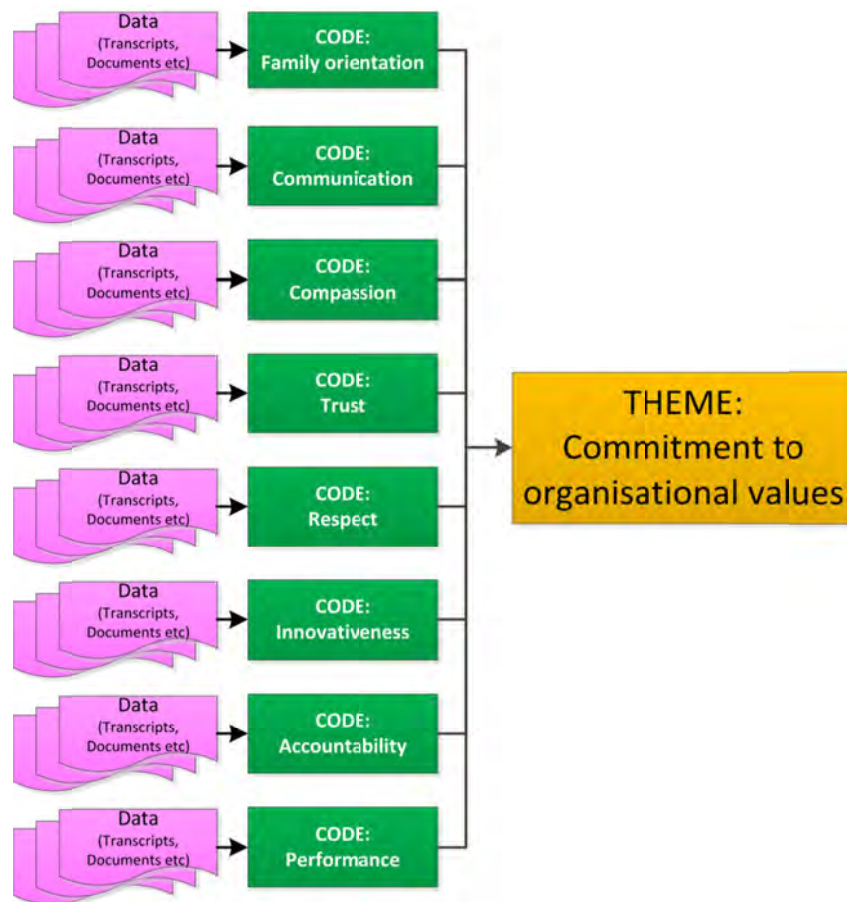 Data
(Transcripts,
Documents etc)
CODE:
Family orientation
Data
(Transcripts,
Documents etc)
CODE:
Communication
Data
(Transcripts,
Documents etc)
CODE:
Compassion
Data
(Transcripts,
Documents etc)
CODE:
Trust
THEME:
Commitment to
organisational values
Data
(Transcripts,
Documents etc)
CODE:
Respect
Data
(Transcripts,
Documents etc)
CODE:
Innovativeness
Data
(Transcripts,
Documents etc)
CODE:
Accountability
Data
(Transcripts,
Documents etc)
CODE:
Performance